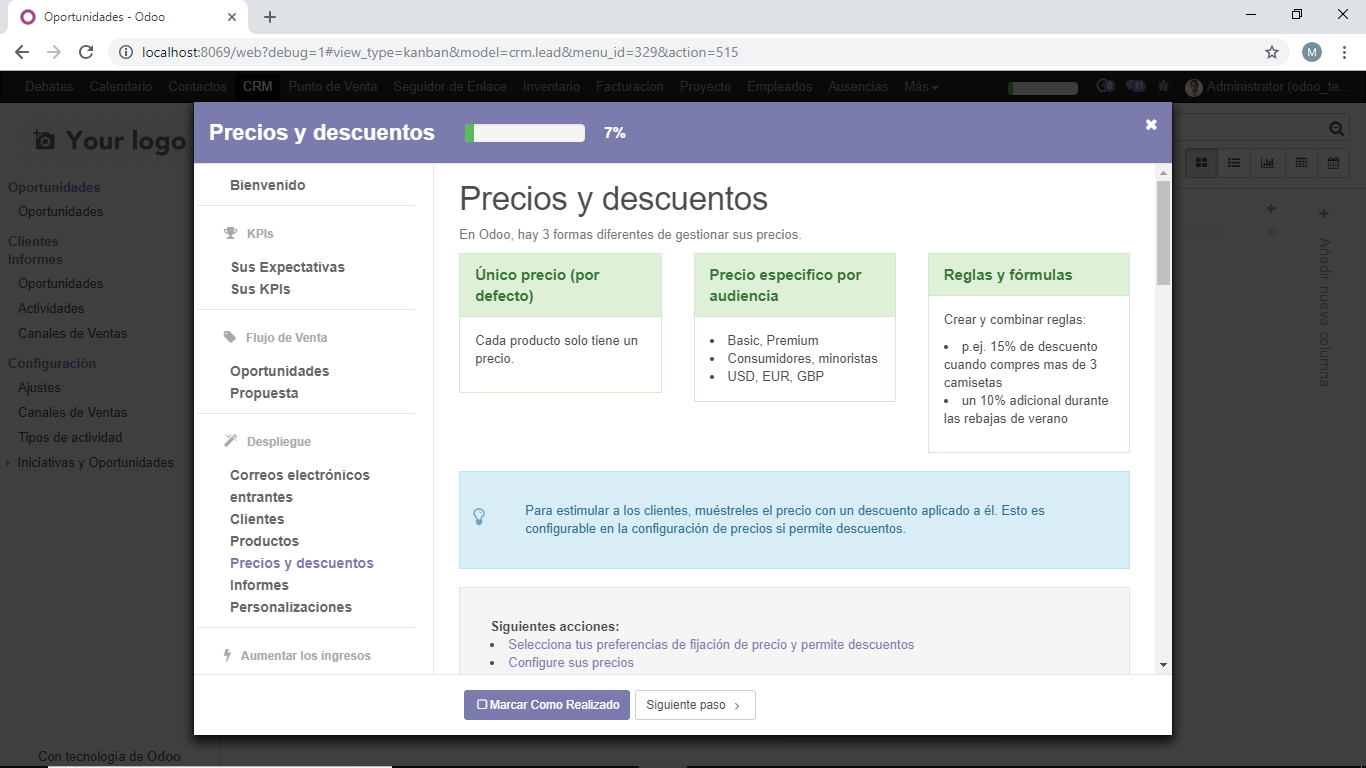 Oportunidades - Odoo
localhost:8069/web?debug=1#view_type=kanban&model=crm.lead&menu_id=329&action=515
M
Debates Calendario Contactos CRM Punto de Venta Seguidor de Enlace Inventario Facturacion Proyecto Empleados Ausencias Más 8 11 Administrator (odoo_te...
Your logo
Oportunidades
Oportunidades
Clientes
Informes
Oportunidades
Actividades
Canales de Ventas
Configuración
Ajustes
Canales de Ventas
Tipos de actividad
Iniciativas y Oportunidades
Con tecnología de Odoo
Precios y descuentos 7%
Bienvenido
KPIs
Sus Expectativas
Sus KPIs
Flujo de Venta
Oportunidades
Propuesta
Despliegue
Correos electrónicos
entrantes
Clientes
Productos
Precios y descuentos
Informes
Personalizaciones
Aumentar los ingresos
Precios y descuentos
En Odoo, hay 3 formas diferentes de gestionar sus precios.
Único precio (por
defecto)
Cada producto solo tiene un
precio.
Precio especifico por
audiencia
• Basic, Premium
• Consumidores, minoristas
• USD, EUR, GBP
Reglas y fórmulas
Crear y combinar reglas:
• p.ej. 15% de descuento
cuando compres mas de 3
camisetas
• un 10% adicional durante
las rebajas de verano
Para estimular a los clientes, muéstreles el precio con un descuento aplicado a él. Esto es
configurable en la configuración de precios si permite descuentos.
Siguientes acciones:
• Selecciona tus preferencias de fijación de precio y permite descuentos
• Configure sus precios
Marcar Como Realizado
Siguiente paso
0
Añadir nueva columna